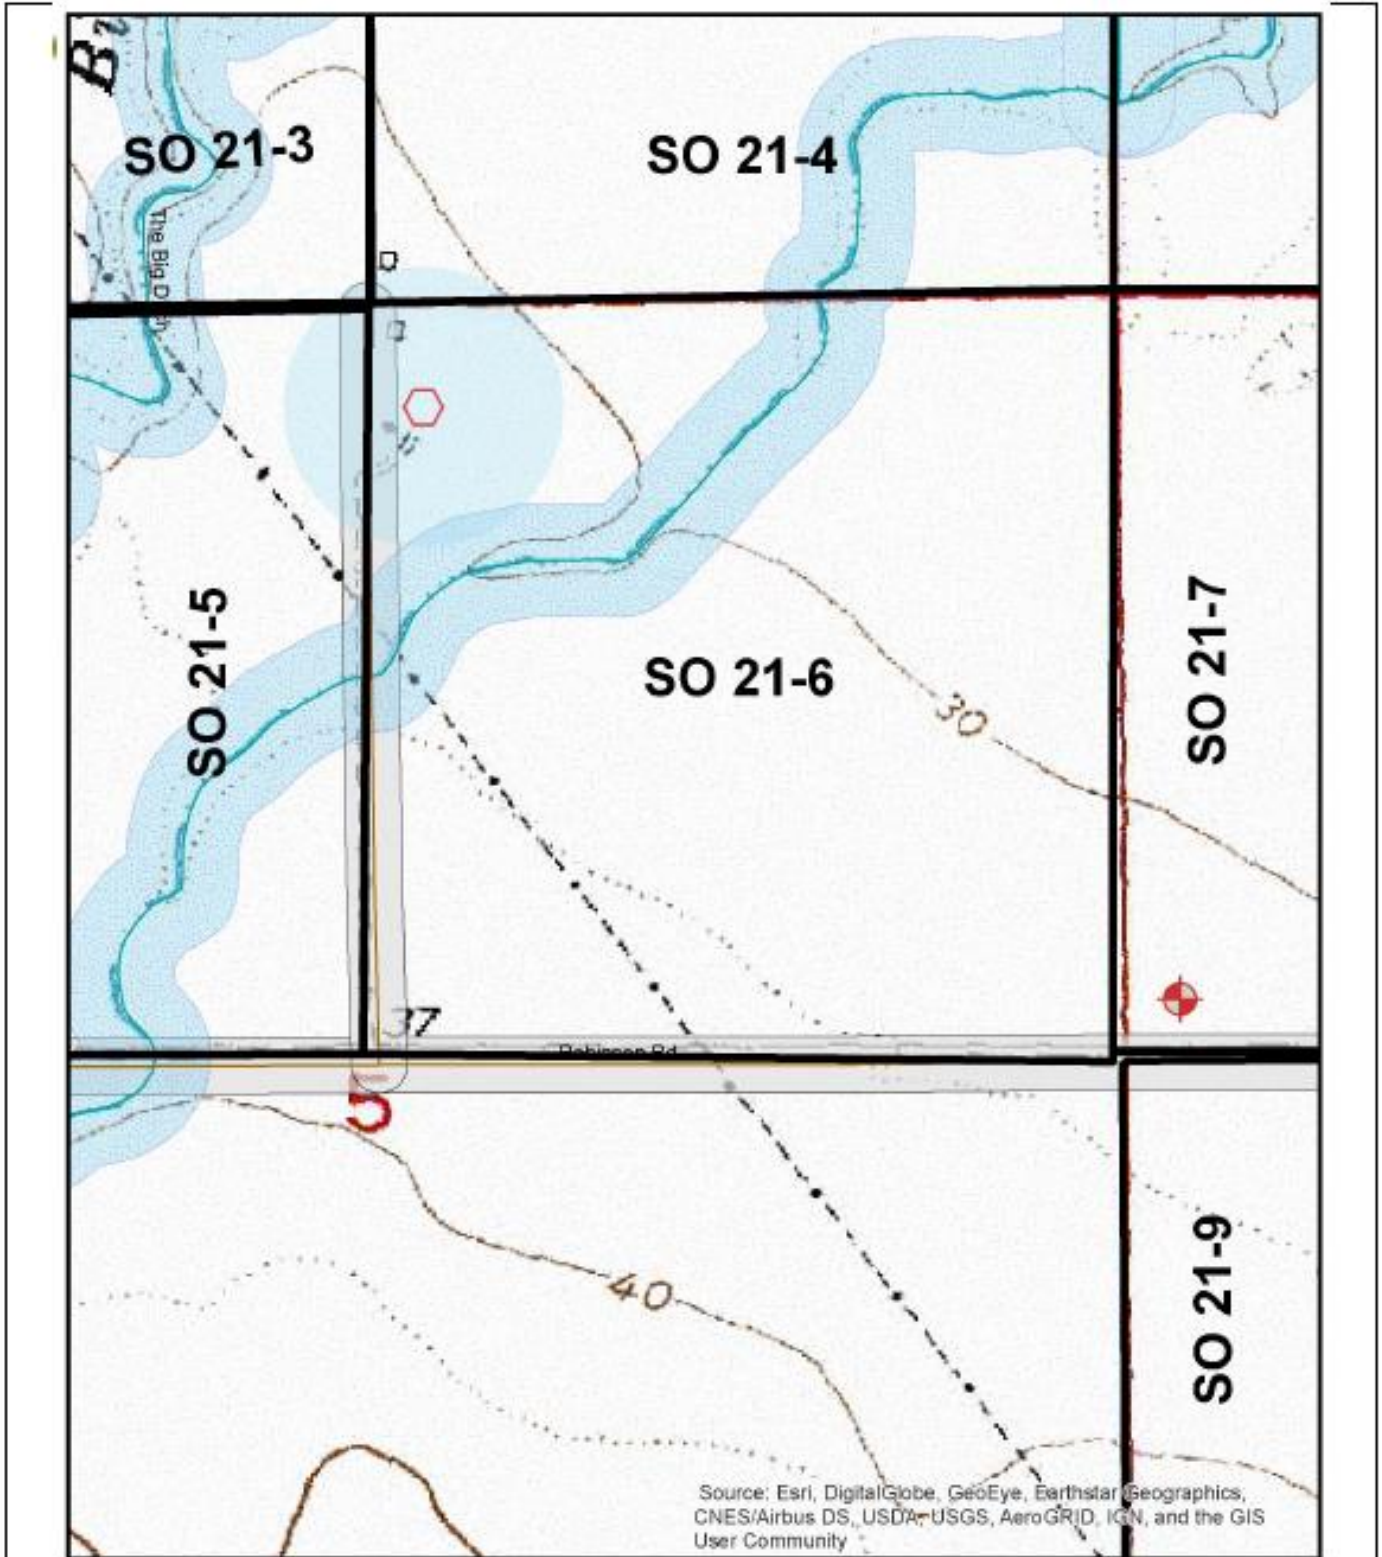 SO 21-3
SO 21-4
SO 21-5
SO 21-6
30
SO 21-7
37
Robinson Rd
5
40
SO 21-9
Source: Esri, DigitalGlobe, GeoEye, Earthstar Geographics,
CNES/Airbus DS, USDA, USGS, AeroGRID, IGN, and the GIS
User Community
The Big